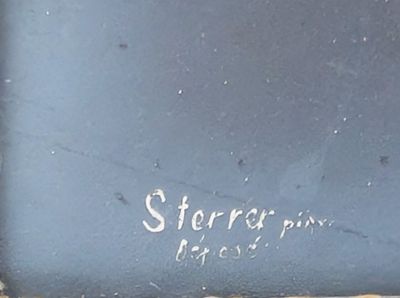 Sterrer pinx.
Déposé